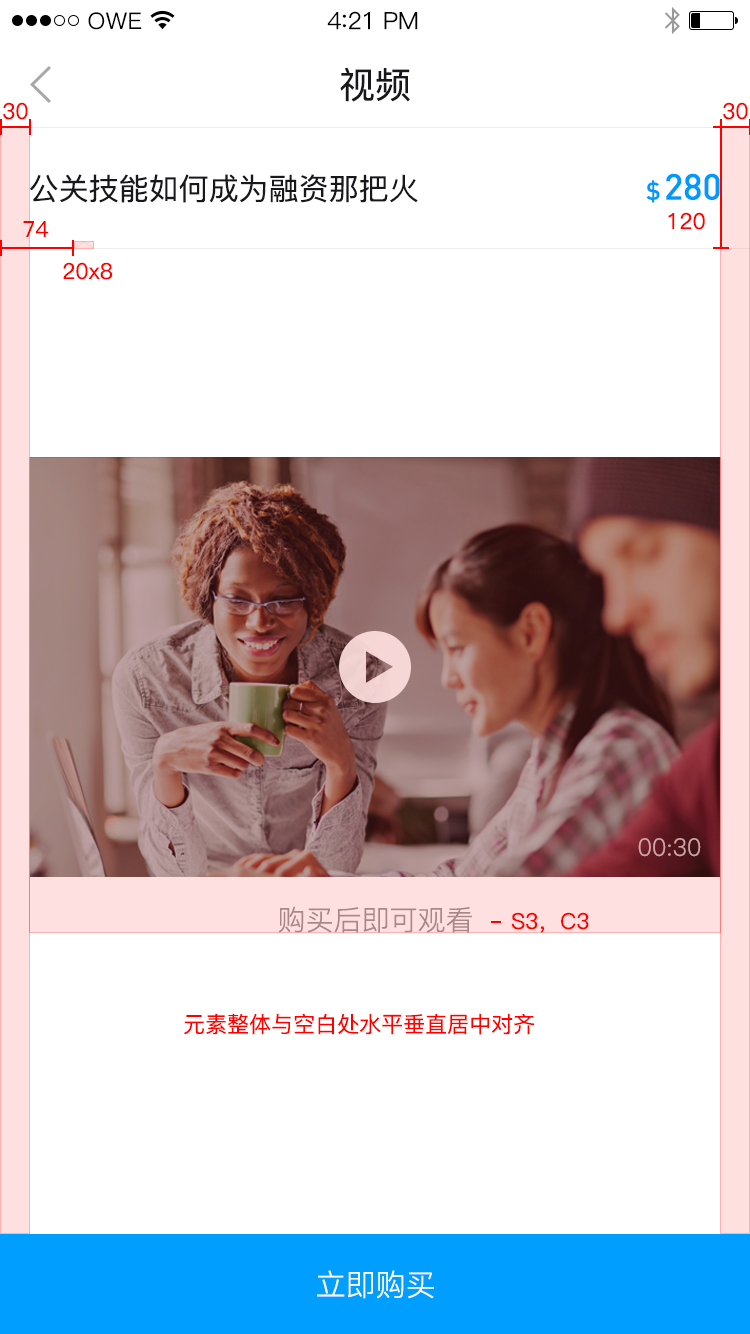 OWE
4:21 PM
视频
30
30
公关技能如何成为融资那把火
$280
120
74
20x8
00:30
购买后即可观看
- S3，C3
元素整体与空白处水平垂直居中对齐
立即购买